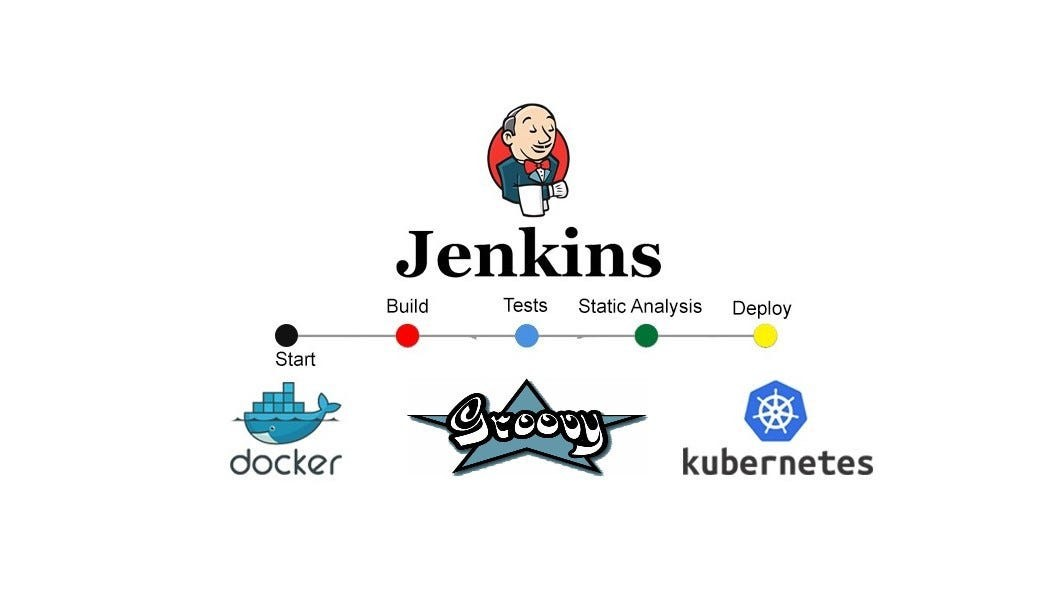 Jenkins
Build Tests Static Analysis Deploy
Start
docker Groovy kubernetes